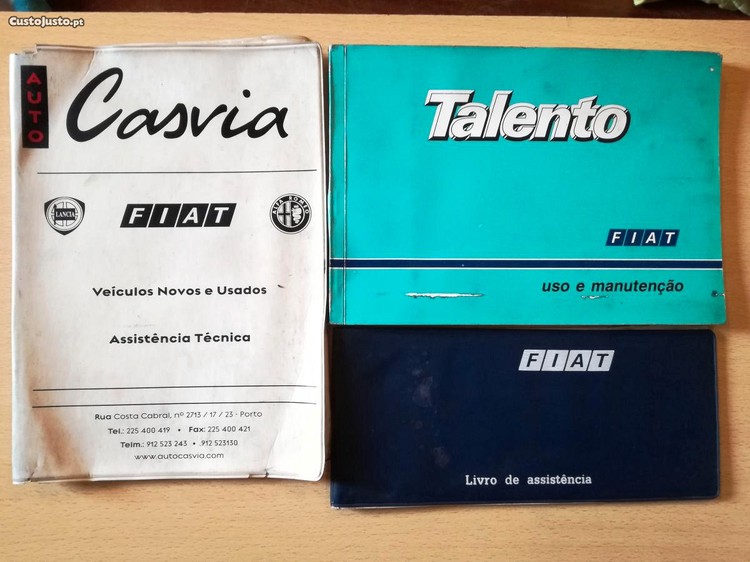 CustoJusto.pt
AUTO
Casvia
LANCIA
FIAT
ALFA ROMEO
Veículos Novos e Usados
Assistência Técnica
Rua Costa Cabral, nº 2713 / 17 / 23 - Porto
Tel.: 225 400 419 • Fax: 225 400 421
Telm.: 912 523 243 • .912 523130
www.autocasvia.com
Talento
FIAT
uso e manutenção
FIAT
Livro de assistência